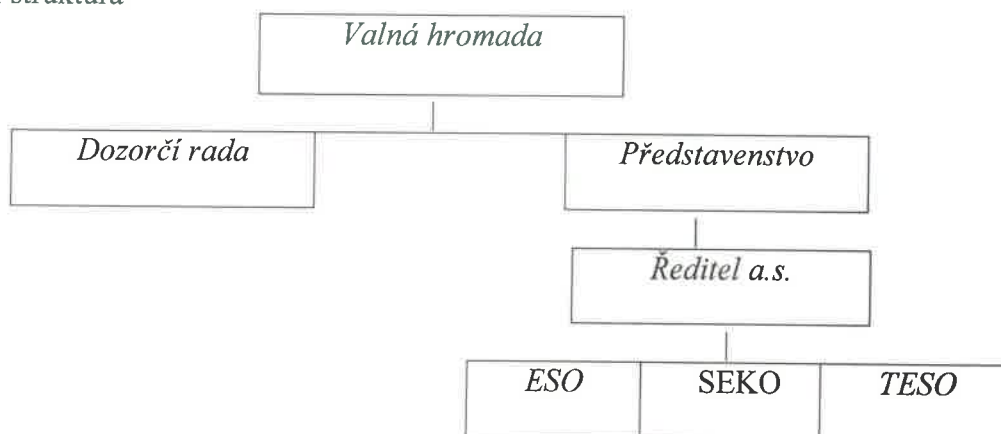 struktura
Valná hromada
Dozorčí rada
Představenstvo
Ředitel a.s.
ESO
SEKO
TESO